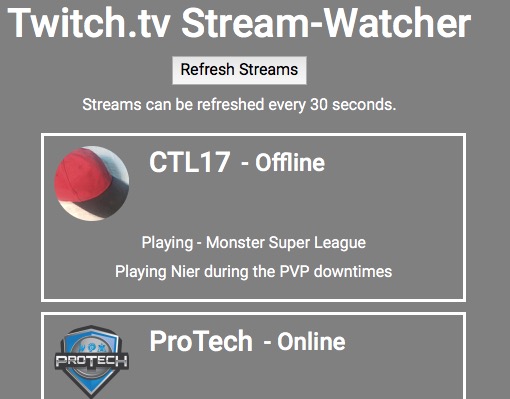 Twitch.tv Stream-Watcher
Refresh Streams
Streams can be refreshed every 30 seconds.
CTL17 - Offline
Playing - Monster Super League
Playing Nier during the PVP downtimes
ProTech - Online
PROTECH